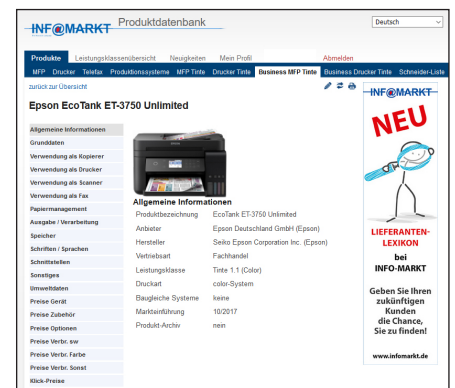 INF@MARKT Produktdatenbank
Deutsch
Produkte Leistungsklassenübersicht Neuigkeiten Mein Profil Abmelden
MFP Drucker Telefax Produktionssysteme MFP Tinte Drucker Tinte Business MFP Tinte Business Drucker Tinte Schneider-Liste
zurück zur Übersicht
Epson EcoTank ET-3750 Unlimited
Allgemeine Informationen
Grunddaten
Verwendung als Kopierer
Verwendung als Drucker
Verwendung als Scanner
Verwendung als Fax
Papiermanagement
Ausgabe / Verarbeitung
Speicher
Schriften / Sprachen
Schnittstellen
Sonstiges
Umweltdaten
Preise Gerät
Preise Zubehör
Preise Optionen
Preise Verbr. sw
Preise Verbr. Farbe
Preise Verbr. Sonst
Klick-Preise
Allgemeine Informationen
Produktbezeichnung EcoTank ET-3750 Unlimited
Anbieter Epson Deutschland GmbH (Epson)
Hersteller Seiko Epson Corporation Inc. (Epson)
Vertriebsart Fachhandel
Leistungsklasse Tinte 1.1 (Color)
Druckart color-System
Baugleiche Systeme keine
Markteinführung 10/2017
Produkt-Archiv nein
INF@MARKT
NEU
LIEFERANTEN-
LEXIKON
bei
INFO-MARKT
Geben Sie Ihren
zukünftigen
Kunden
die Chance,
Sie zu finden!
www.infomarkt.de